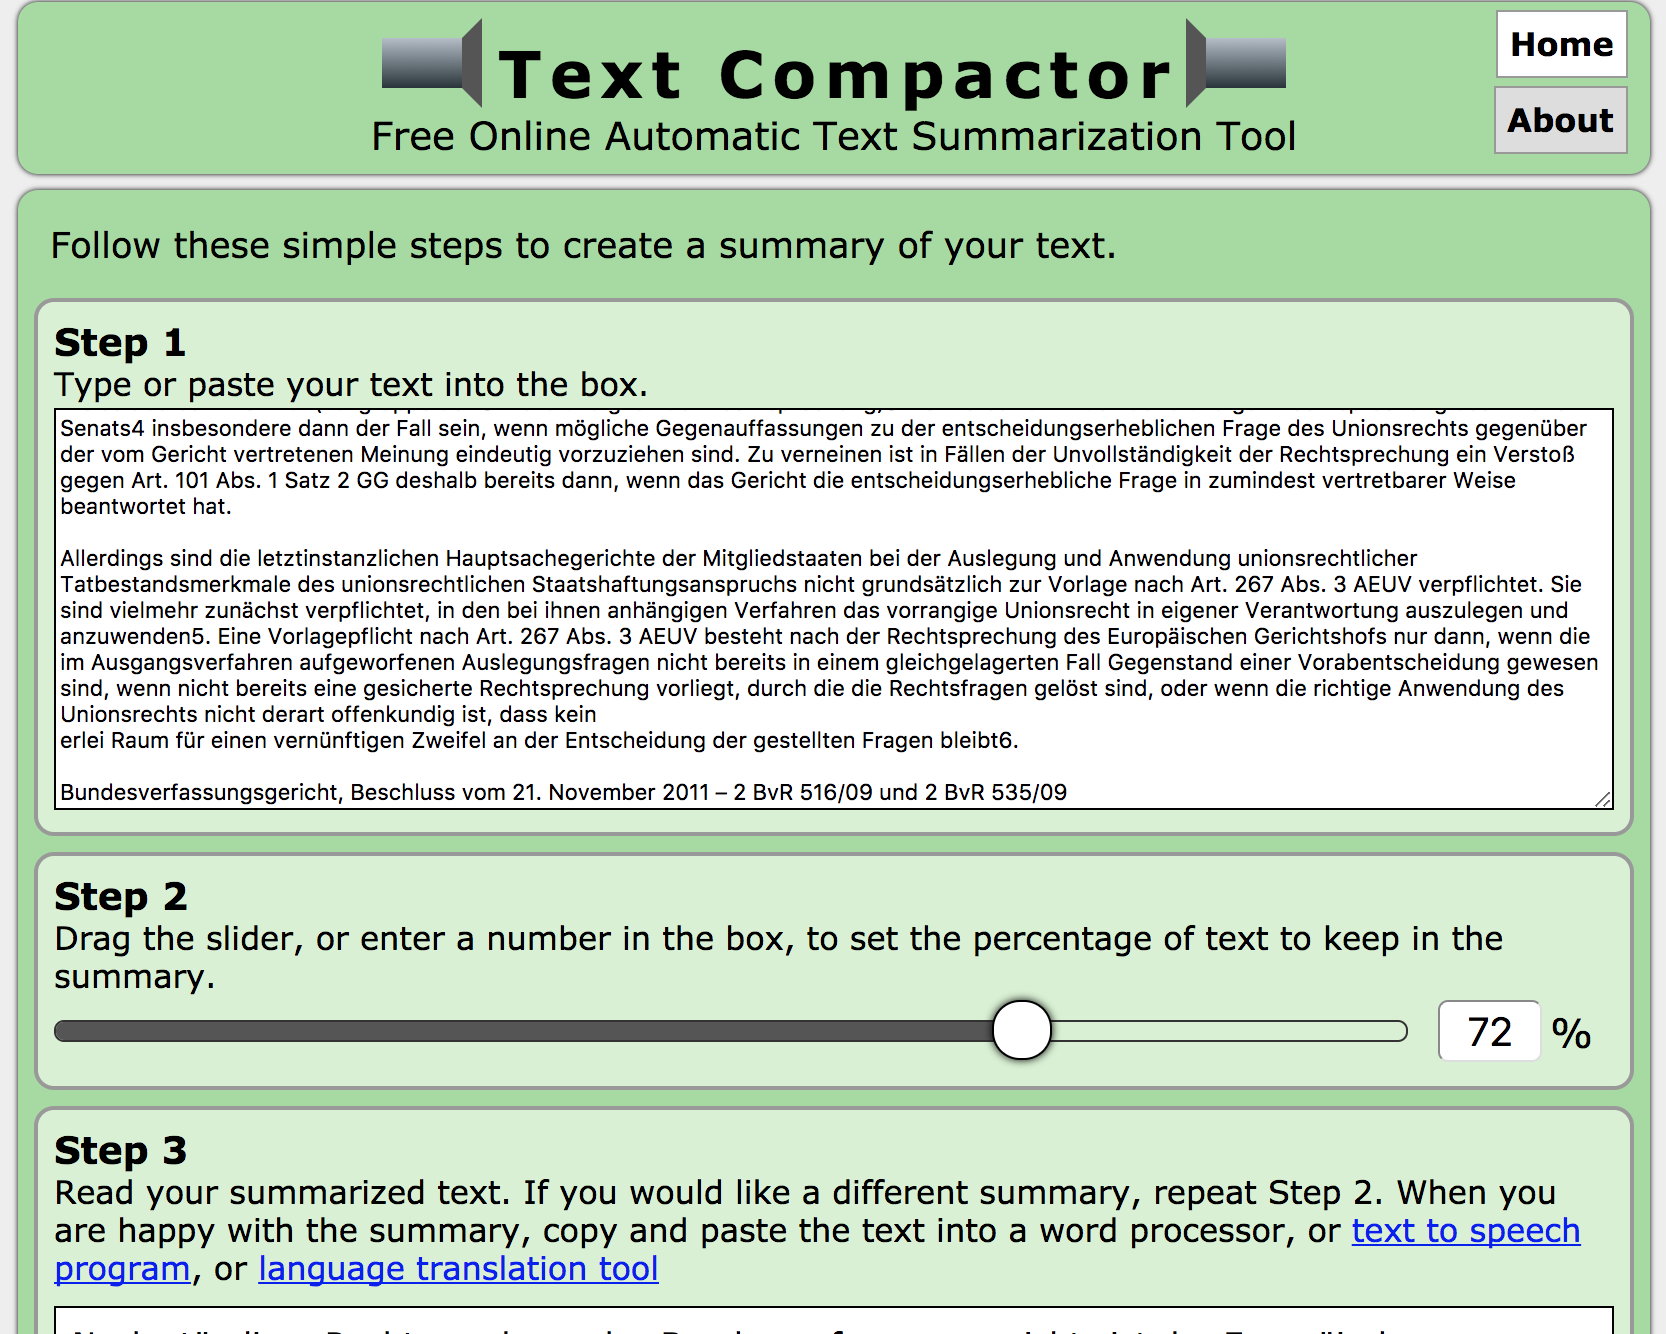 Text Compactor
Free Online Automatic Text Summarization Tool
Home
About
Follow these simple steps to create a summary of your text.
Step 1
Type or paste your text into the box.
Senats4 insbesondere dann der Fall sein, wenn mögliche Gegenauffassungen zu der entscheidungserheblichen Frage des Unionsrechts gegenüber
der vom Gericht vertretenen Meinung eindeutig vorzuziehen sind. Zu verneinen ist in Fällen der Unvollständigkeit der Rechtsprechung ein Verstoß
gegen Art. 101 Abs. 1 Satz 2 GG deshalb bereits dann, wenn das Gericht die entscheidungserhebliche Frage in zumindest vertretbarer Weise
beantwortet hat.
Allerdings sind die letztinstanzlichen Hauptsachegerichte der Mitgliedstaaten bei der Auslegung und Anwendung unionsrechtlicher
Tatbestandsmerkmale des unionsrechtlichen Staatshaftungsanspruchs nicht grundsätzlich zur Vorlage nach Art. 267 Abs. 3 AEUV verpflichtet. Sie
sind vielmehr zunächst verpflichtet, in den bei ihnen anhängigen Verfahren das vorrangige Unionsrecht in eigener Verantwortung auszulegen und
anzuwenden5. Eine Vorlagepflicht nach Art. 267 Abs. 3 AEUV besteht nach der Rechtsprechung des Europäischen Gerichtshofs nur dann, wenn die
im Ausgangsverfahren aufgeworfenen Auslegungsfragen nicht bereits in einem gleichgelagerten Fall Gegenstand einer Vorabentscheidung gewesen
sind, wenn nicht bereits eine gesicherte Rechtsprechung vorliegt, durch die die Rechtsfragen gelöst sind, oder wenn die richtige Anwendung des
Unionsrechts nicht derart offenkundig ist, dass kein
erlei Raum für einen vernünftigen Zweifel an der Entscheidung der gestellten Fragen bleibt6.
Bundesverfassungsgericht, Beschluss vom 21. November 2011 – 2 BvR 516/09 und 2 BvR 535/09
Step 2
Drag the slider, or enter a number in the box, to set the percentage of text to keep in the
summary.
72 %
Step 3
Read your summarized text. If you would like a different summary, repeat Step 2. When you
are happy with the summary, copy and paste the text into a word processor, or text to speech
program, or language translation tool